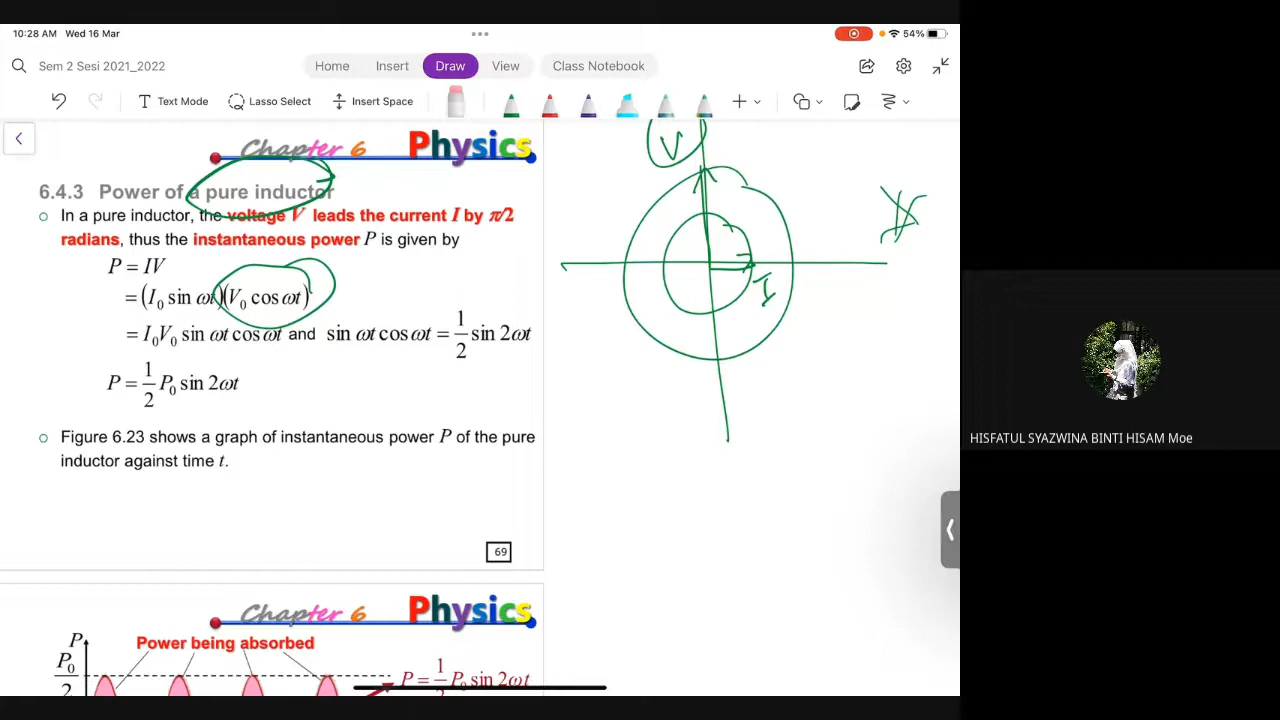 10:28 AM Wed 16 Mar
54%
Sem 2 Sesi 2021_2022
Home Insert Draw View Class Notebook
Text Mode Lasso Select Insert Space
Chapter 6 Physics
6.4.3 Power of a pure inductor
In a pure inductor, the voltage V leads the current I by π/2
radians, thus the instantaneous power P is given by
P = IV
= (I₀ sin ωt)(V₀ cos ωt)
= I₀V₀ sin ωt cos ωt and sin ωt cos ωt = 1/2 sin 2ωt
P = 1/2 P₀ sin 2ωt
Figure 6.23 shows a graph of instantaneous power P of the pure
inductor against time t.
69
V
I
HISFATUL SYAZWINA BINTI HISAM Moe
Chapter 6 Physics
P
Power being absorbed
P₀
2
P = 1/2 P₀ sin 2ωt